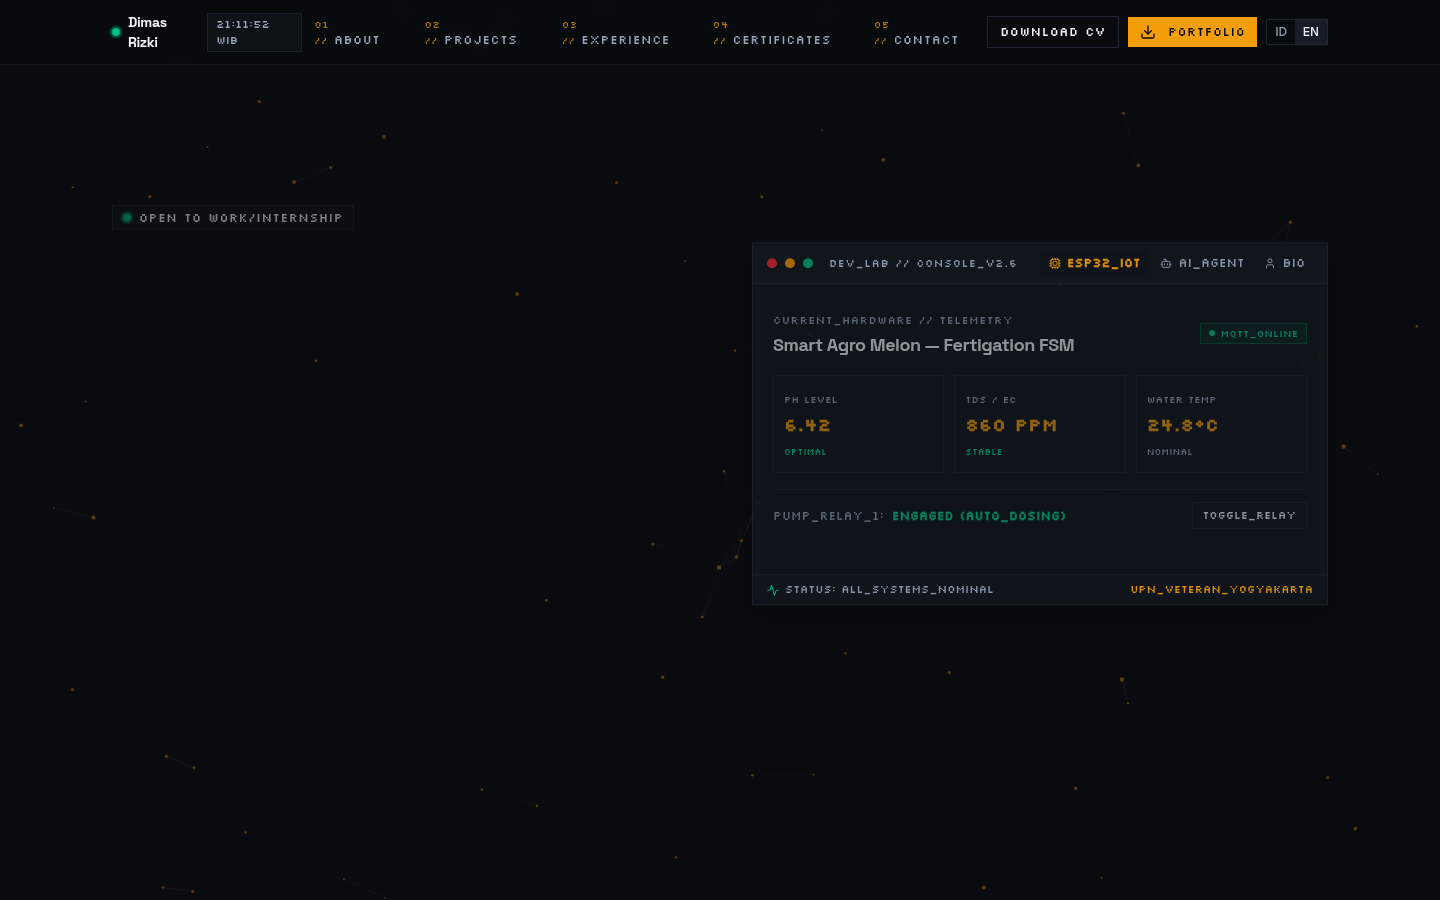 Dimas
Rizki
21:11:52
WIB
01
// ABOUT
02
// PROJECTS
03
// EXPERIENCE
04
// CERTIFICATES
05
// CONTACT
DOWNLOAD CV
PORTFOLIO
ID EN
OPEN TO WORK/INTERNSHIP
DEV_LAB // CONSOLE_V2.6
ESP32_IOT
AI_AGENT
BIO
CURRENT_HARDWARE // TELEMETRY
Smart Agro Melon — Fertigation FSM
MQTT_ONLINE
PH LEVEL
6.42
OPTIMAL
TDS / EC
860 PPM
STABLE
WATER TEMP
24.8°C
NOMINAL
PUMP_RELAY_1: ENGAGED (AUTO_DOSING)
TOGGLE_RELAY
STATUS: ALL_SYSTEMS_NOMINAL
UPN_VETERAN_YOGYAKARTA